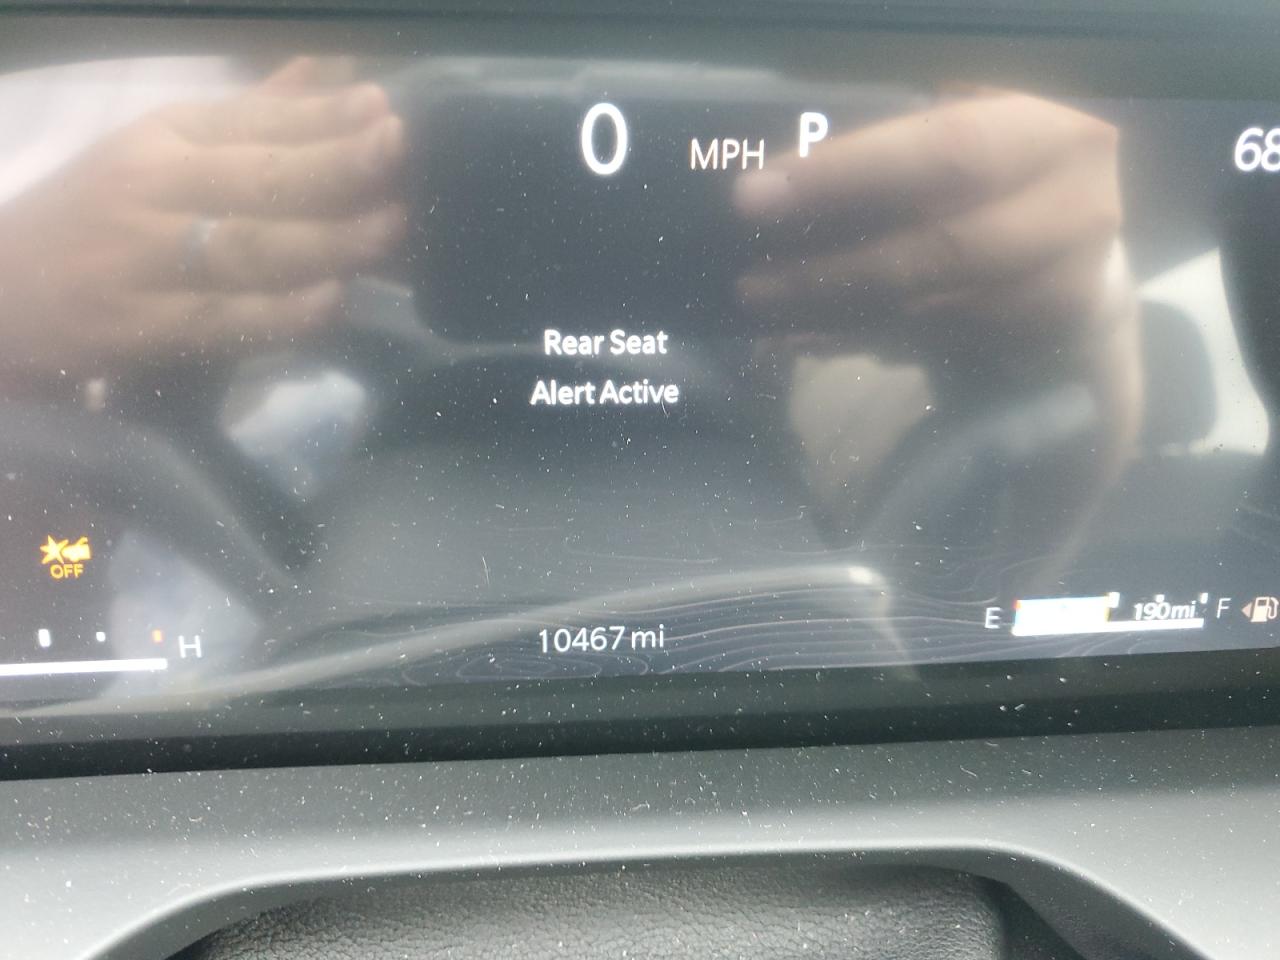 0 MPH P 68
Rear Seat
Alert Active
OFF
H
10467 mi
E 190mi F